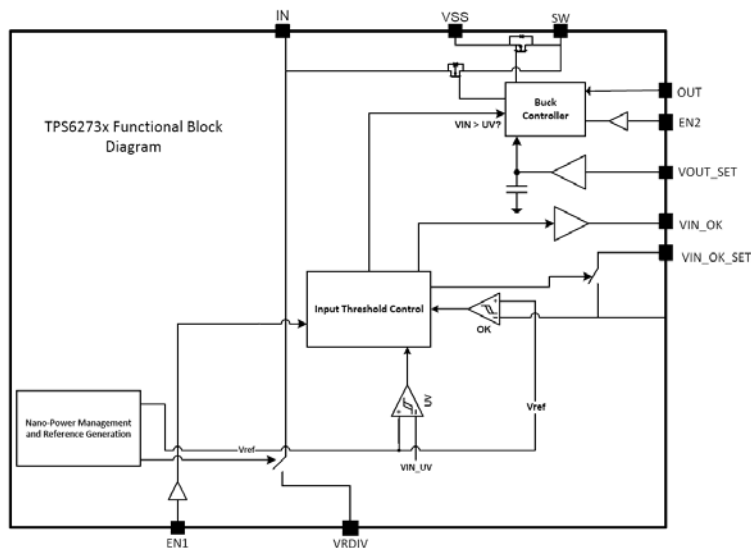 IN
VSS
SW
TPS6273x Functional Block
Diagram
Buck
Controller
OUT
EN2
VIN > UV?
VOUT_SET
VIN_OK
VIN_OK_SET
Input Threshold Control
+
-
OK
UV
+
-
Nano-Power Management
and Reference Generation
Vref
Vref
VIN_UV
EN1
VRDIV